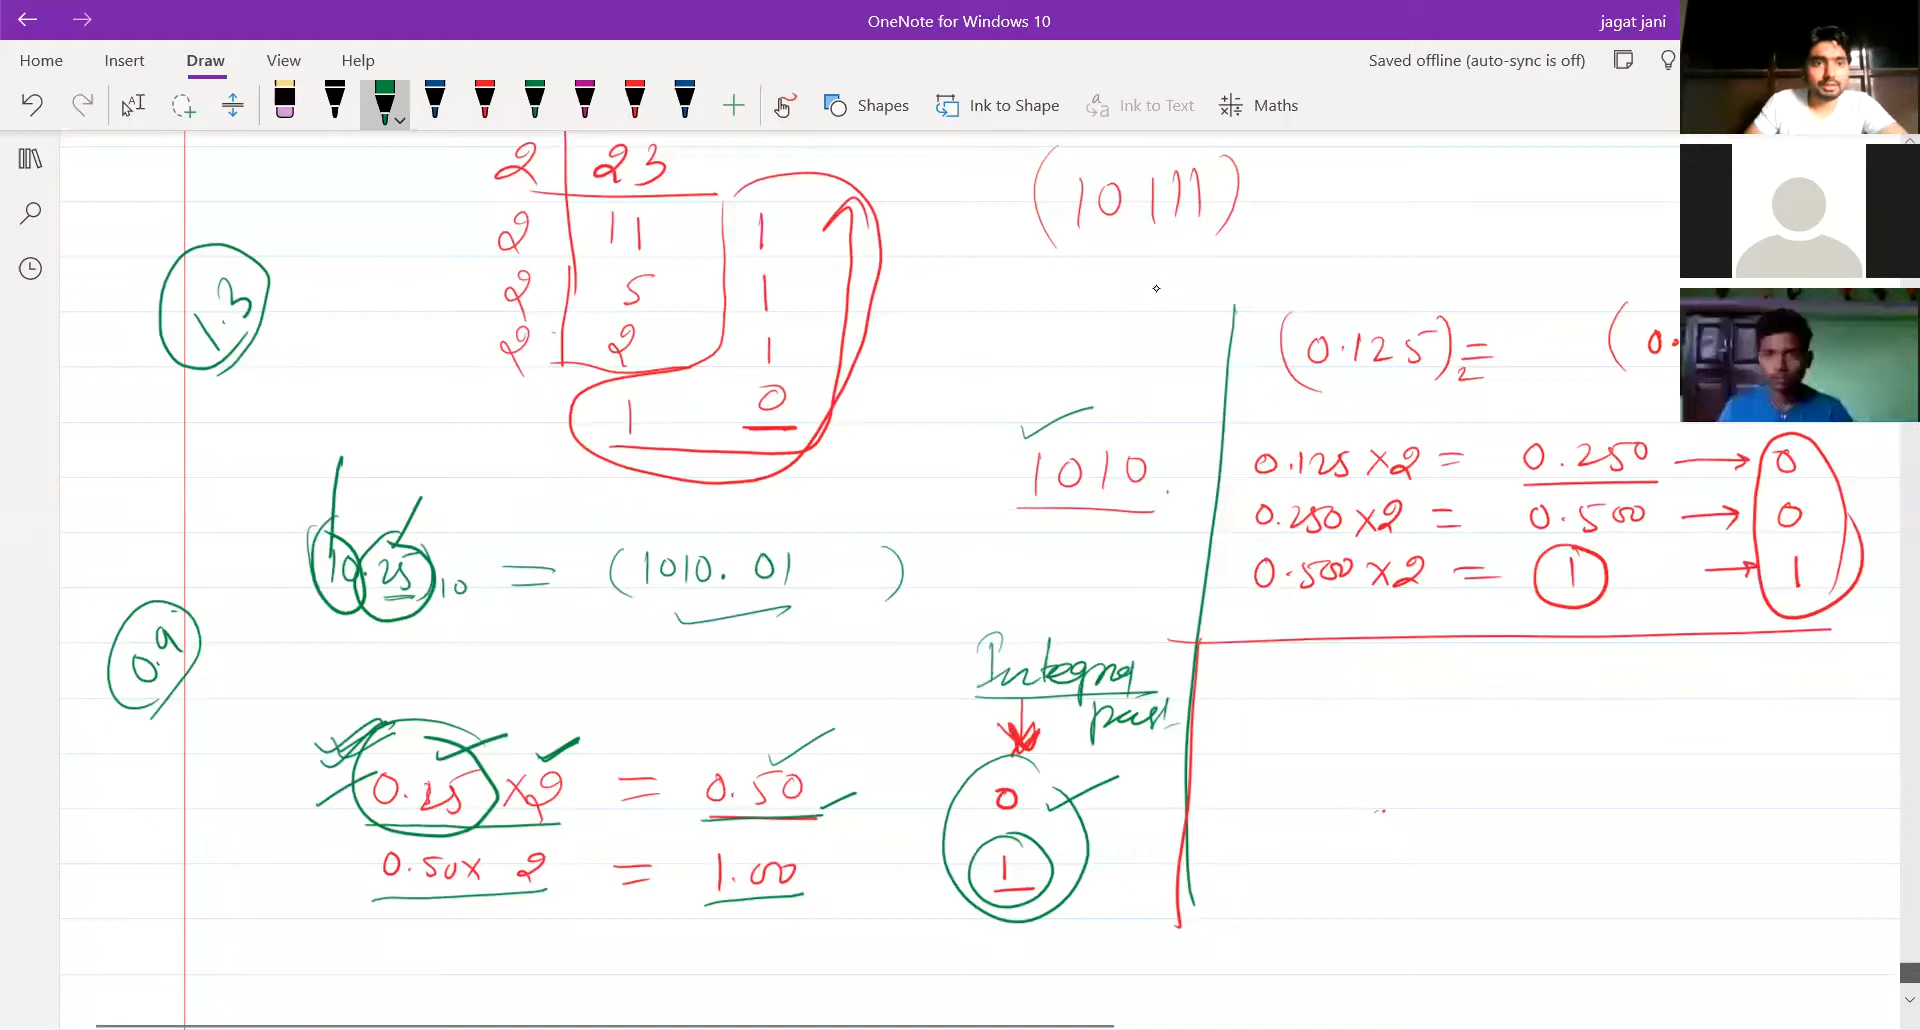 OneNote for Windows 10
jagat jani
Home Insert Draw View Help
Saved offline (auto-sync is off)
Shapes
Ink to Shape
Ink to Text
Maths
2 23
2 11 1
2 5 1
2 2 1
1 0
(10111)
1.3
(0.125)2 = (0.
1010.
0.125 x2 = 0.250 → 0
0.250 x2 = 0.500 → 0
0.500 x2 = 1 → 1
(10.25)10 = (1010.01 )
0.9
Integra
part
0.25 x2 = 0.50 0
0.50x 2 = 1.00 1